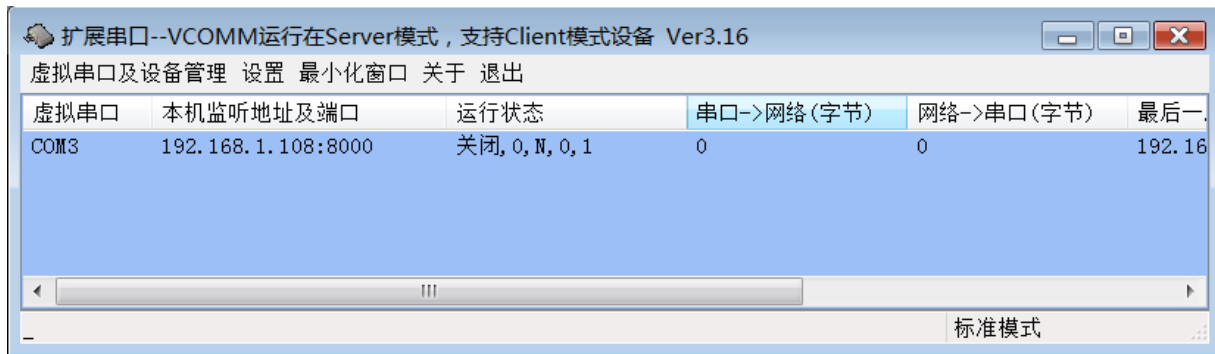 扩展串口--VCOMM运行在Server模式，支持Client模式设备 Ver3.16
虚拟串口及设备管理 设置 最小化窗口 关于 退出
虚拟串口 本机监听地址及端口 运行状态 串口->网络(字节) 网络->串口(字节) 最后一.
COM3 192.168.1.108:8000 关闭,0,N,0,1 0 0 192.16
标准模式